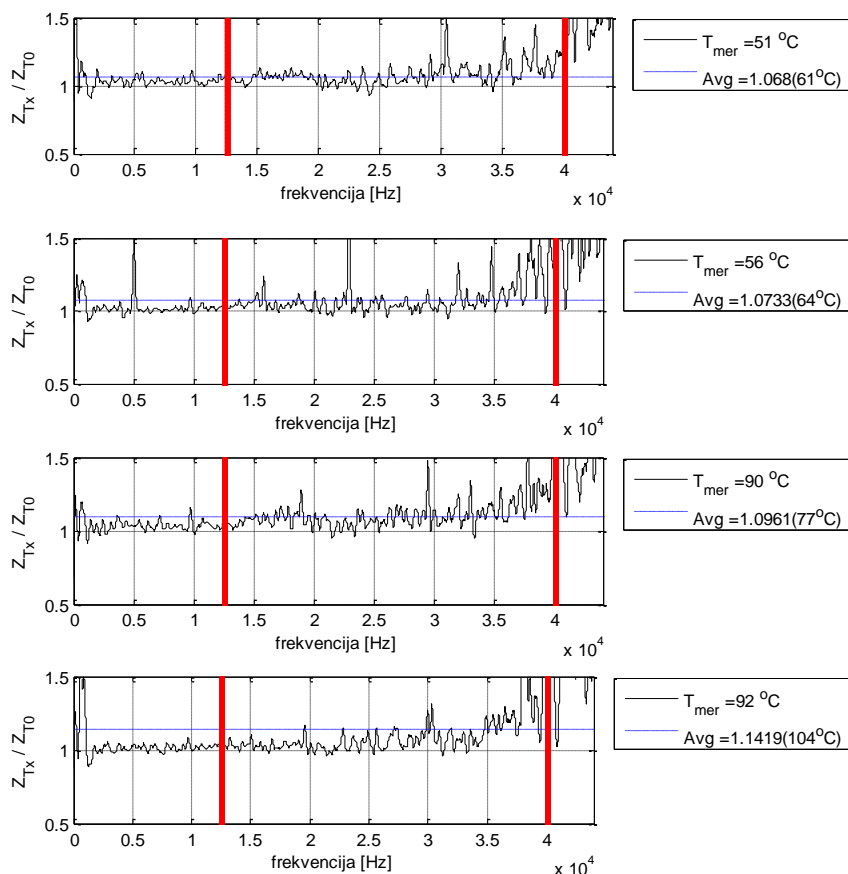 1.5
1
0.5
Z_Tx / Z_T0
0 0.5 1 1.5 2 2.5 3 3.5 4
x 10^4
frekvencija [Hz]
T_mer =51 °C
Avg =1.068(61°C)
1.5
1
0.5
Z_Tx / Z_T0
0 0.5 1 1.5 2 2.5 3 3.5 4
x 10^4
frekvencija [Hz]
T_mer =56 °C
Avg =1.0733(64°C)
1.5
1
0.5
Z_Tx / Z_T0
0 0.5 1 1.5 2 2.5 3 3.5 4
x 10^4
frekvencija [Hz]
T_mer =90 °C
Avg =1.0961(77°C)
1.5
1
0.5
Z_Tx / Z_T0
0 0.5 1 1.5 2 2.5 3 3.5 4
x 10^4
frekvencija [Hz]
T_mer =92 °C
Avg =1.1419(104°C)